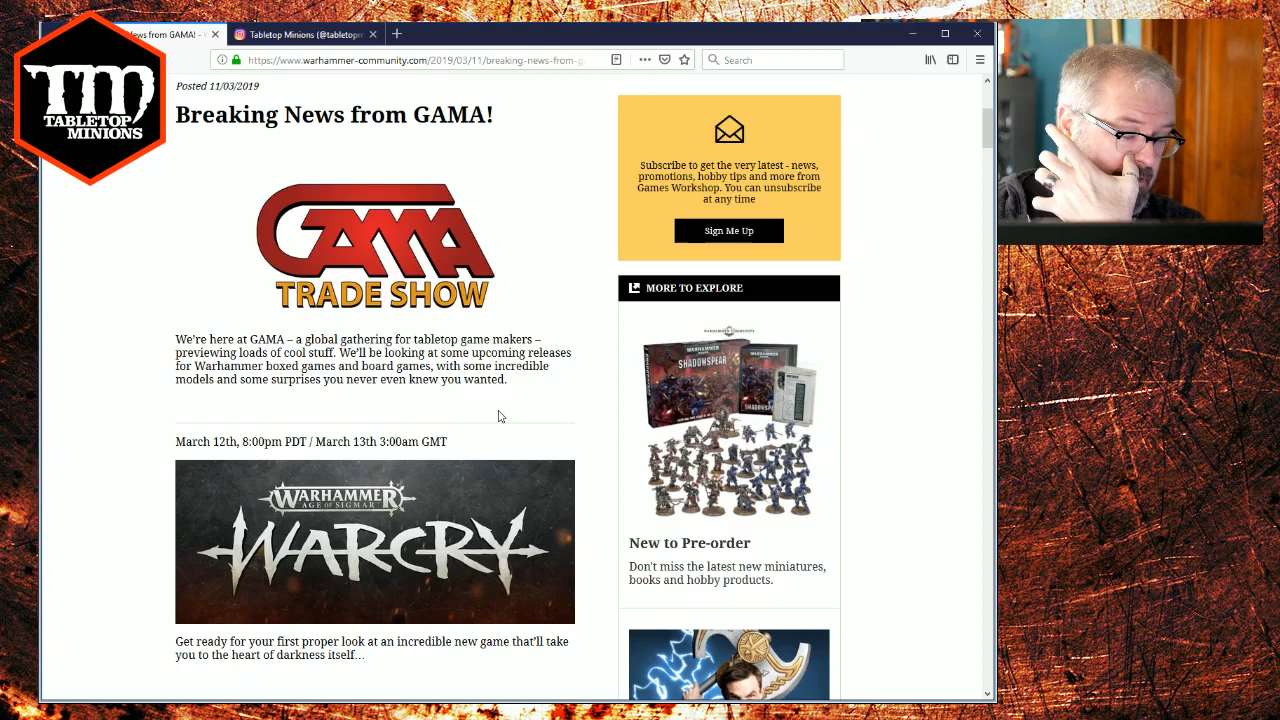 News from GAMA! -
Tabletop Minions (@tabletopm
https://www.warhammer-community.com/2019/03/11/breaking-news-from-g
Search
TM
TABLETOP
MINIONS
Posted 11/03/2019
Breaking News from GAMA!
GAMA
TRADE SHOW
We're here at GAMA – a global gathering for tabletop game makers –
previewing loads of cool stuff. We'll be looking at some upcoming releases
for Warhammer boxed games and board games, with some incredible
models and some surprises you never even knew you wanted.
March 12th, 8:00pm PDT / March 13th 3:00am GMT
WARHAMMER
AGE OF SIGMAR
WARCRY
Get ready for your first proper look at an incredible new game that'll take
you to the heart of darkness itself…
Subscribe to get the very latest - news,
promotions, hobby tips and more from
Games Workshop. You can unsubscribe
at any time
Sign Me Up
MORE TO EXPLORE
WARHAMMER COMMUNITY
SHADOWSPEAR
New to Pre-order
Don't miss the latest new miniatures,
books and hobby products.